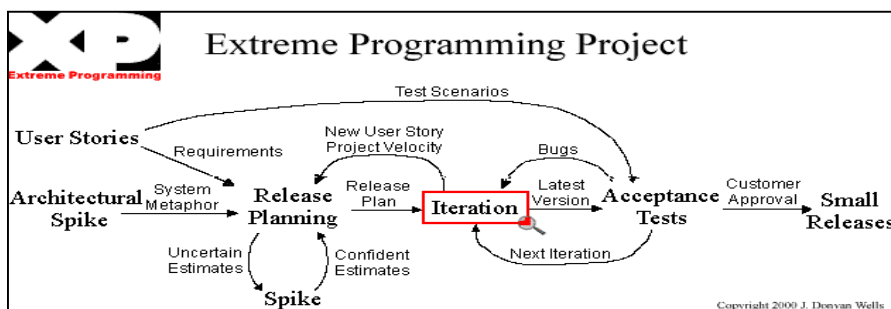 XP
Extreme Programming
Extreme Programming Project
Test Scenarios
User Stories
Requirements
New User Story
Project Velocity
Bugs
Architectural
Spike
System
Metaphor
Release
Planning
Release
Plan
Iteration
Latest
Version
Acceptance
Tests
Customer
Approval
Small
Releases
Uncertain
Estimates
Confident
Estimates
Next Iteration
Spike
Copyright 2000 J. Donvan Wells